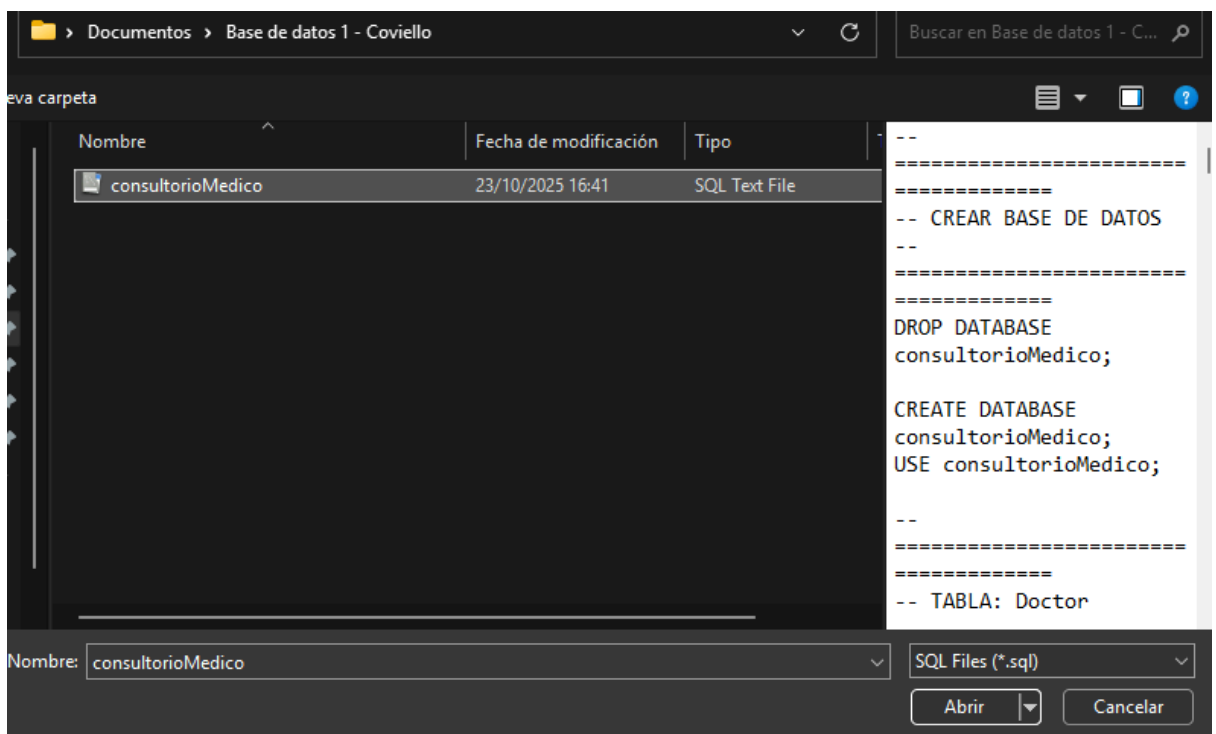 Documentos > Base de datos 1 - Coviello
Buscar en Base de datos 1 - C...
eva carpeta
Nombre
Fecha de modificación
Tipo
consultorioMedico
23/10/2025 16:41
SQL Text File
--
========================
=============
-- CREAR BASE DE DATOS
--
========================
=============
DROP DATABASE
consultorioMedico;
CREATE DATABASE
consultorioMedico;
USE consultorioMedico;
--
========================
=============
-- TABLA: Doctor
Nombre:
consultorioMedico
SQL Files (*.sql)
Abrir
Cancelar